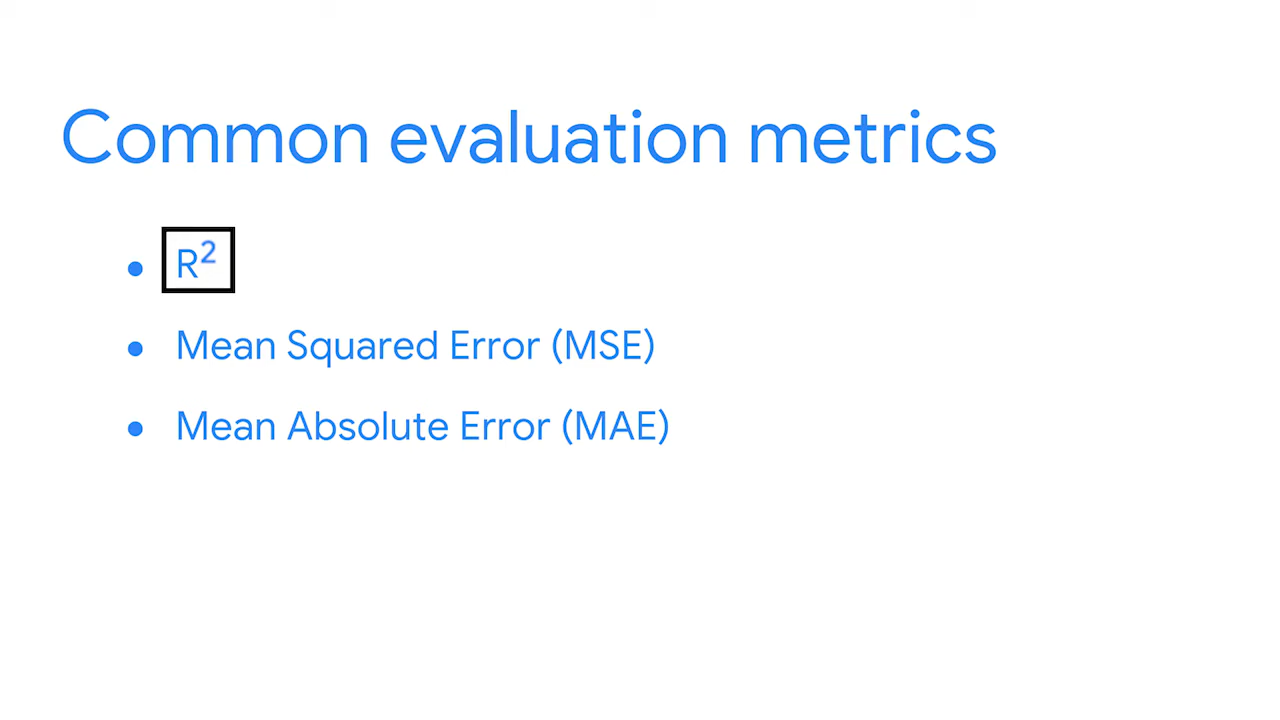 Common evaluation metrics
• R²
• Mean Squared Error (MSE)
• Mean Absolute Error (MAE)